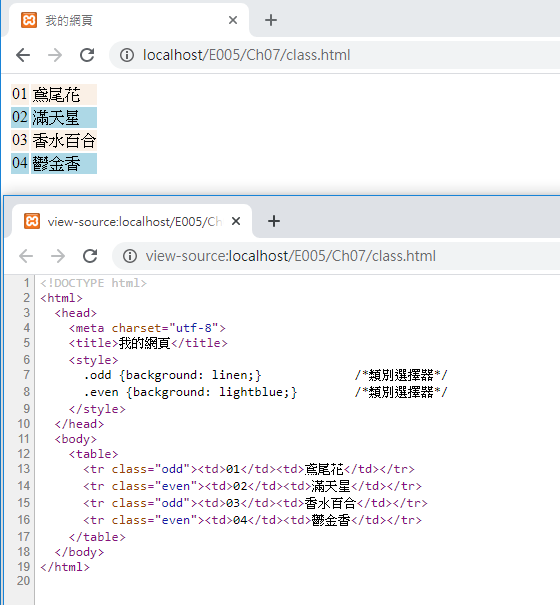 我的網頁
localhost/E005/Ch07/class.html
01 鳶尾花
02 滿天星
03 香水百合
04 鬱金香
view-source:localhost/E005/Ch
view-source:localhost/E005/Ch07/class.html
1 <!DOCTYPE html>
2 <html>
3   <head>
4     <meta charset="utf-8">
5     <title>我的網頁</title>
6     <style>
7       .odd {background: linen;}             /*類別選擇器*/
8       .even {background: lightblue;}        /*類別選擇器*/
9     </style>
10   </head>
11   <body>
12     <table>
13       <tr class="odd"><td>01</td><td>鳶尾花</td></tr>
14       <tr class="even"><td>02</td><td>滿天星</td></tr>
15       <tr class="odd"><td>03</td><td>香水百合</td></tr>
16       <tr class="even"><td>04</td><td>鬱金香</td></tr>
17     </table>
18   </body>
19 </html>
20